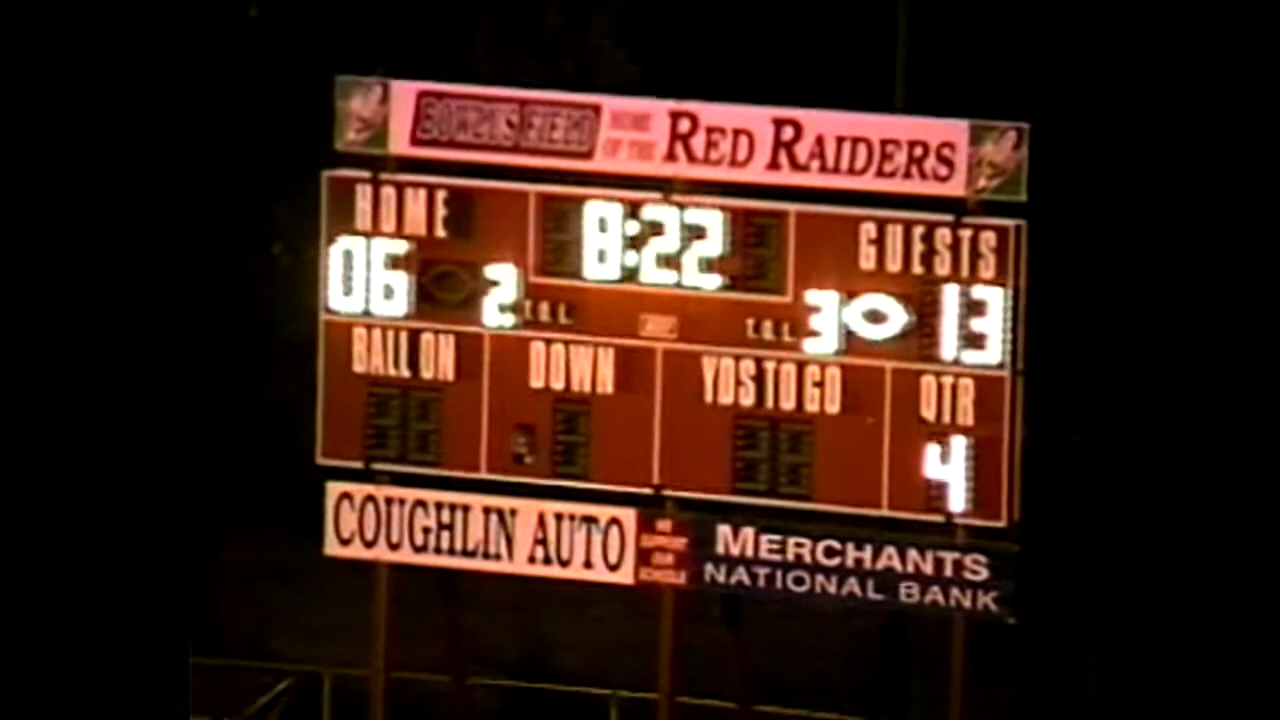 FIELD HOME OF THE RED RAIDERS
HOME 8:22 GUESTS
06 2 T.O.L. T.O.L. 3 13
BALL ON DOWN YDS TO GO QTR
4
COUGHLIN AUTO
MERCHANTS
NATIONAL BANK